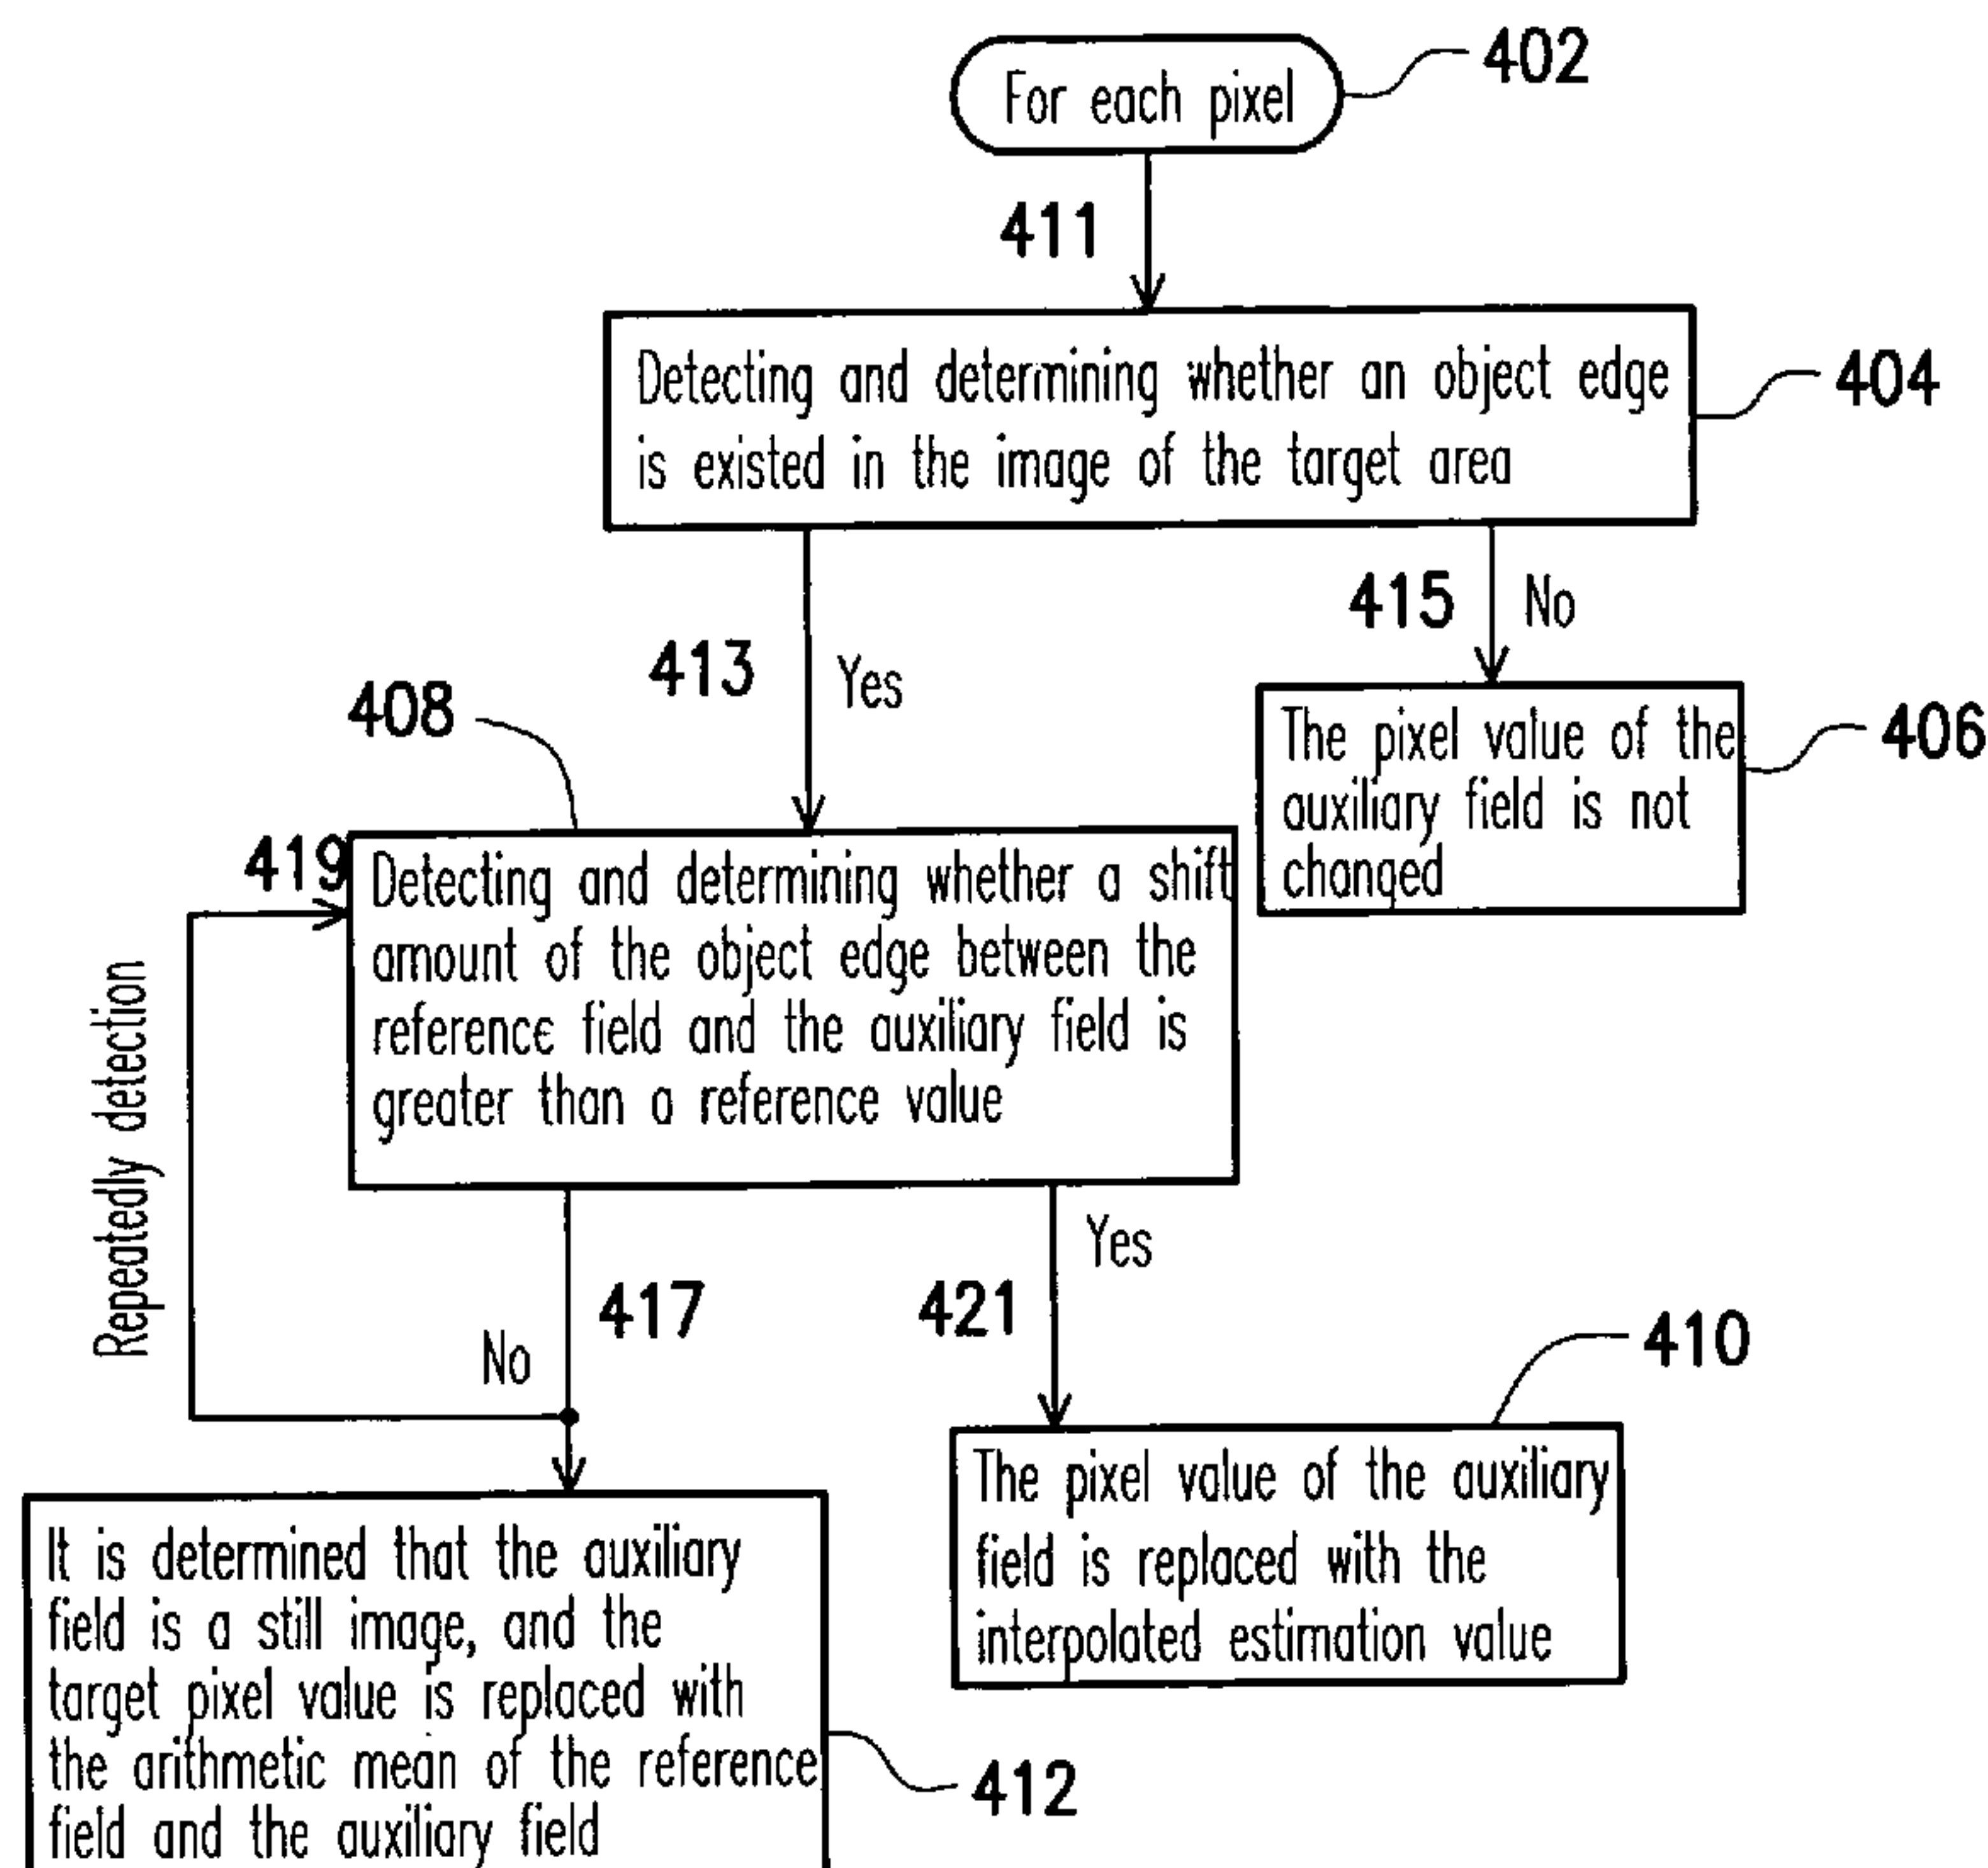 For each pixel
402
411
Detecting and determining whether an object edge
is existed in the image of the target area
404
413
Yes
415
No
408
The pixel value of the
auxiliary field is not
changed
406
419
Detecting and determining whether a shift
amount of the object edge between the
reference field and the auxiliary field is
greater than a reference value
Repeatedly detection
No
417
421
Yes
410
The pixel value of the auxiliary
field is replaced with the
interpolated estimation value
It is determined that the auxiliary
field is a still image, and the
target pixel value is replaced with
the arithmetic mean of the reference
field and the auxiliary field
412